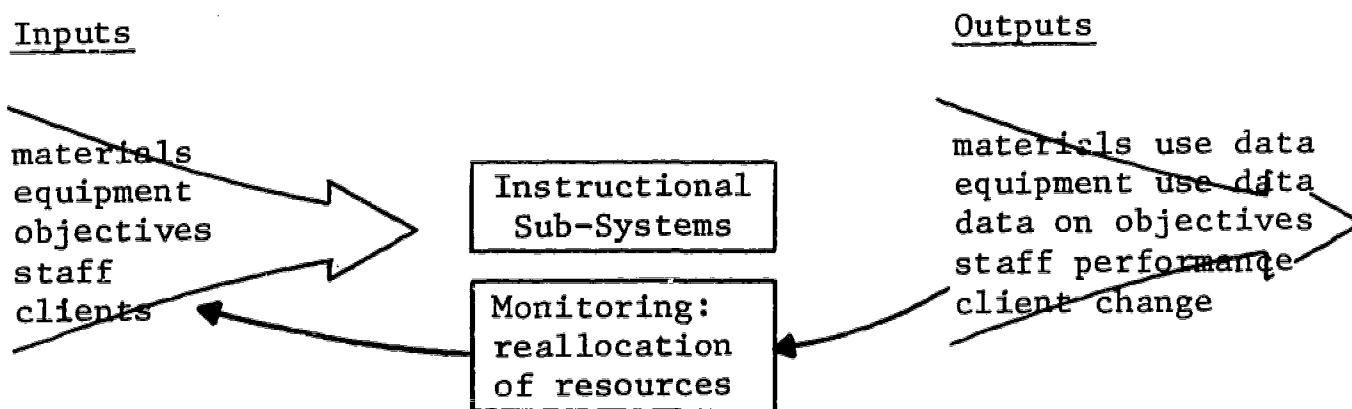 Inputs
materials
equipment
objectives
staff
clients
Instructional
Sub-Systems
Monitoring:
reallocation
of resources
Outputs
materials use data
equipment use data
data on objectives
staff performance
client change